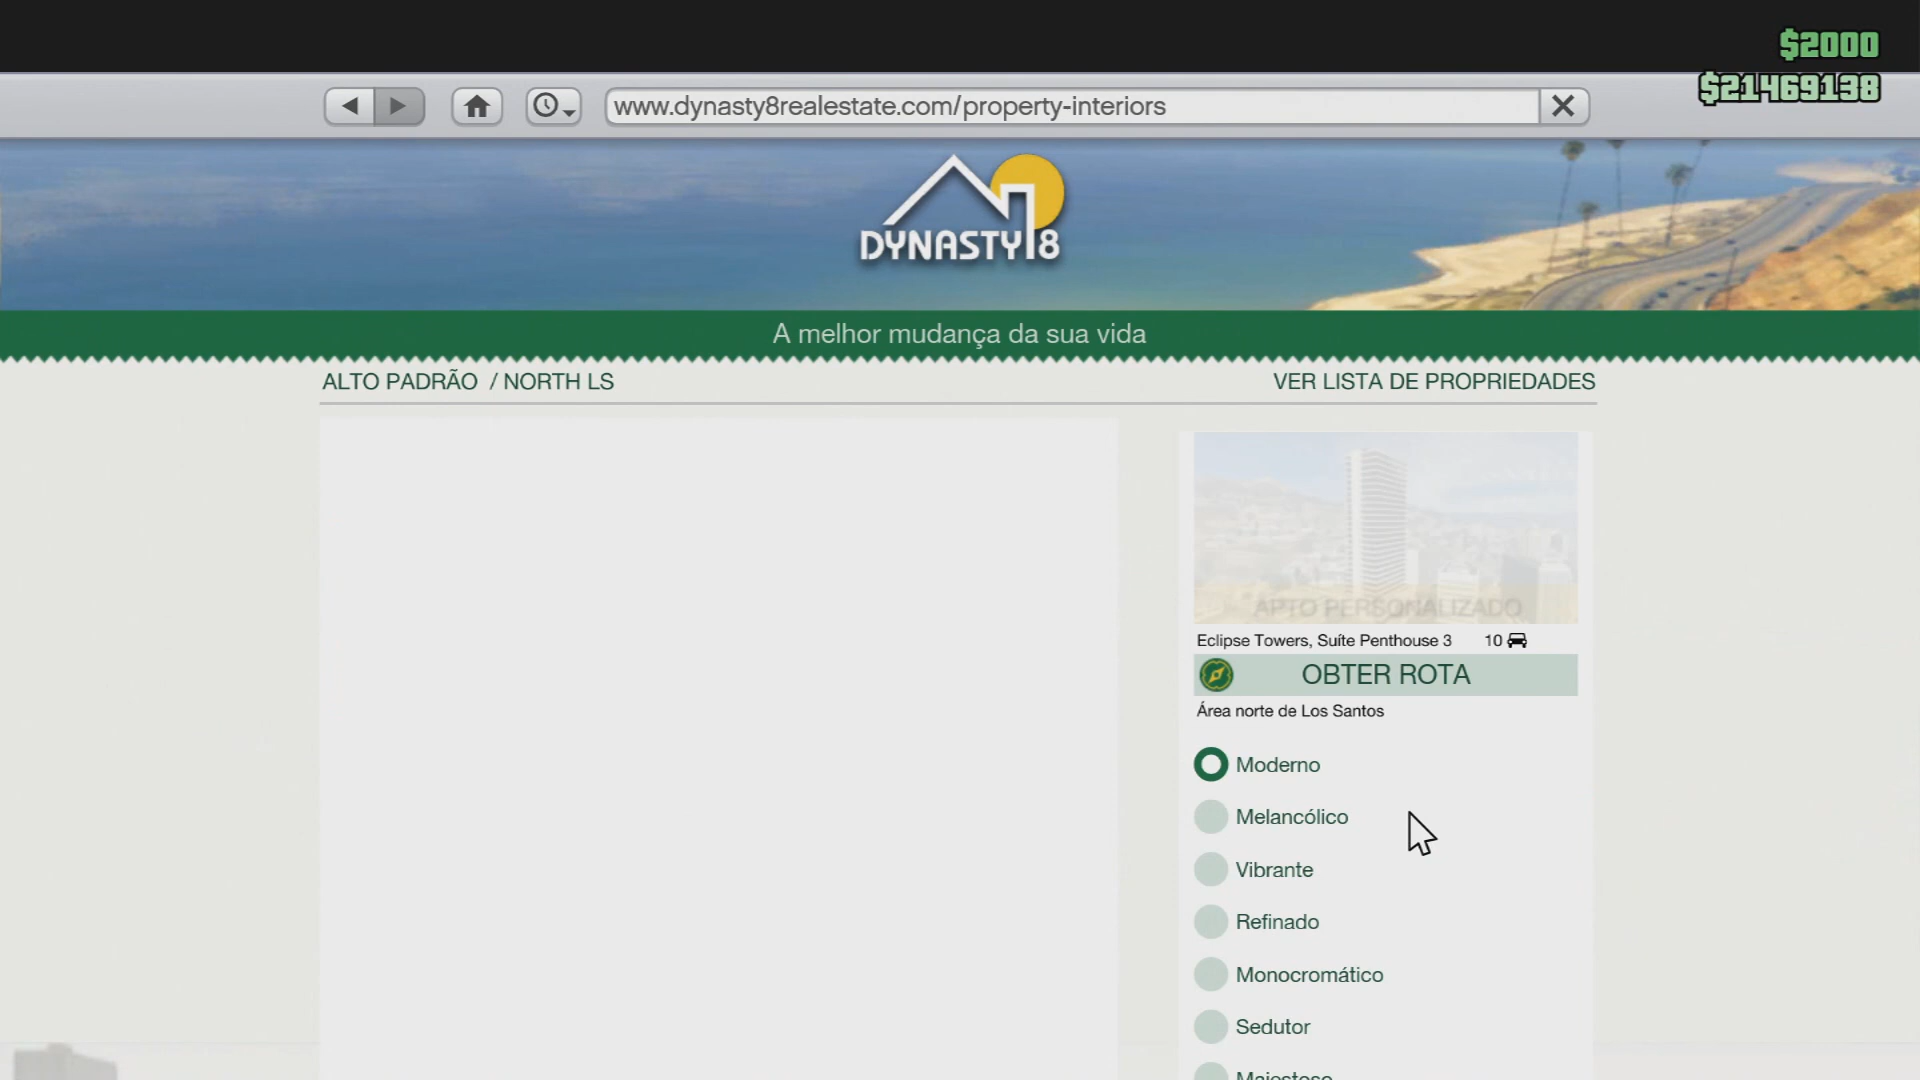 $2000
$21469138
www.dynasty8realestate.com/property-interiors
DYNASTY 8
A melhor mudança da sua vida
ALTO PADRÃO / NORTH LS
VER LISTA DE PROPRIEDADES
APTO PERSONALIZADO
Eclipse Towers, Suíte Penthouse 3 10
OBTER ROTA
Área norte de Los Santos
Moderno
Melancólico
Vibrante
Refinado
Monocromático
Sedutor
Majestoso